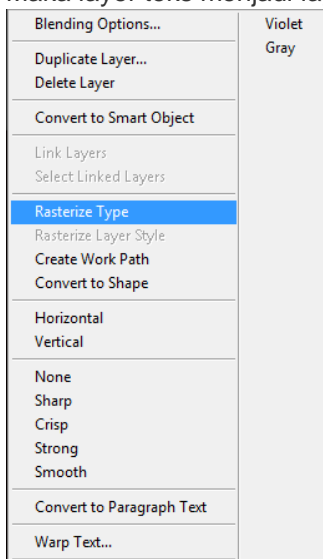 Blending Options...
Duplicate Layer...
Delete Layer
Convert to Smart Object
Link Layers
Select Linked Layers
Rasterize Type
Rasterize Layer Style
Create Work Path
Convert to Shape
Horizontal
Vertical
None
Sharp
Crisp
Strong
Smooth
Convert to Paragraph Text
Warp Text...
Violet
Gray